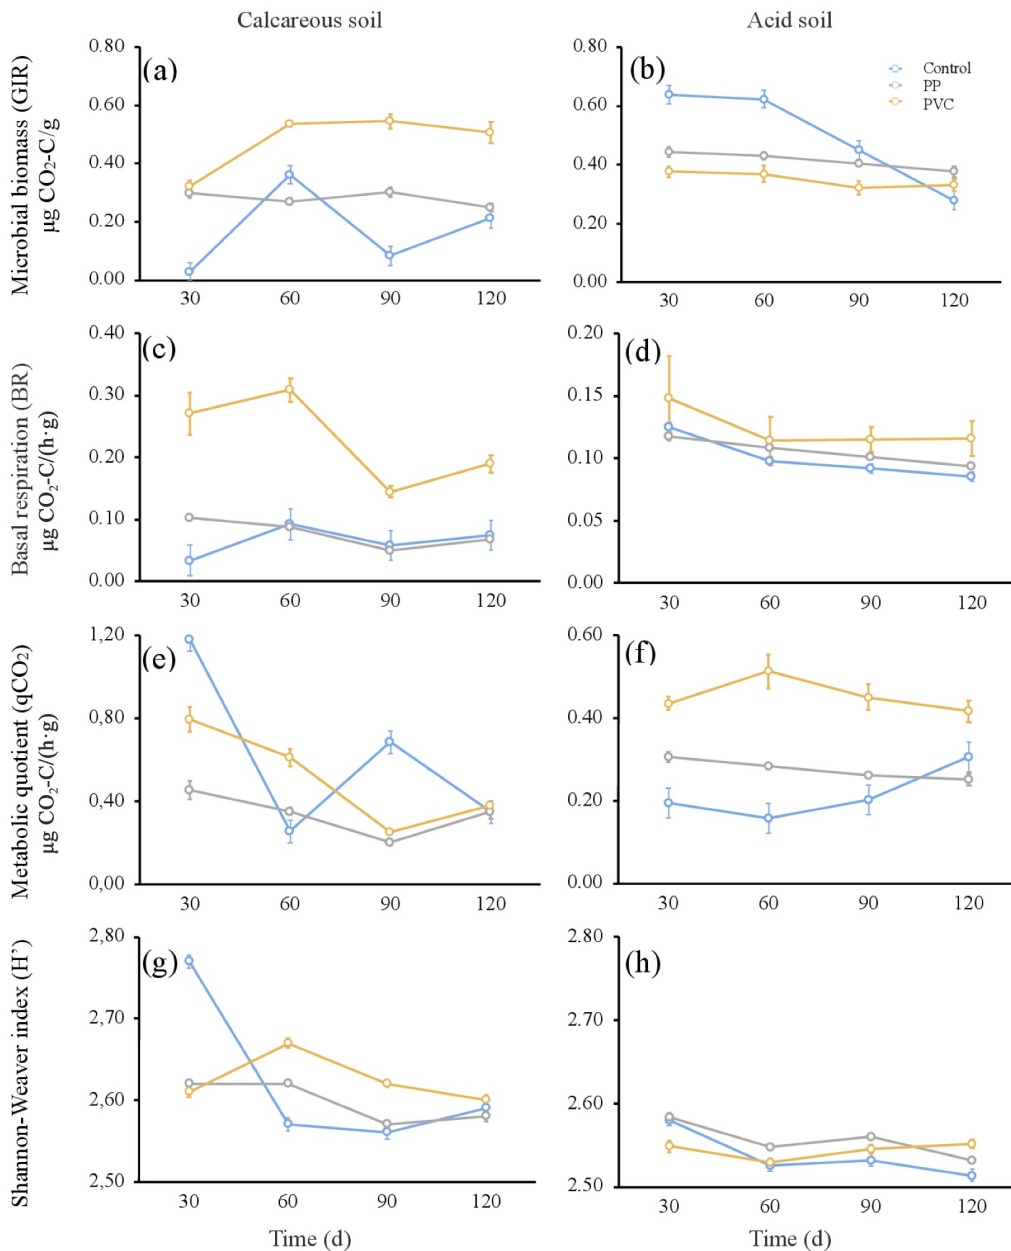 Calcareous soil
Acid soil
Microbial biomass (GIR)
µg CO₂-C/g
0.80
0.60
0.40
0.20
0.00
(a)
30 60 90 120
0.80
0.60
0.40
0.20
0.00
(b)
Control
PP
PVC
30 60 90 120
Basal respiration (BR)
µg CO₂-C/(h·g)
0.40
0.30
0.20
0.10
0.00
(c)
30 60 90 120
0.20
0.15
0.10
0.05
0.00
(d)
30 60 90 120
Metabolic quotient (qCO₂)
µg CO₂-C/(h·g)
1,20
0,80
0,40
0,00
(e)
30 60 90 120
0.60
0.40
0.20
0.00
(f)
30 60 90 120
Shannon-Weaver index (H’)
2,80
2,70
2,60
2,50
(g)
30 60 90 120
Time (d)
2.80
2.70
2.60
2.50
(h)
30 60 90 120
Time (d)